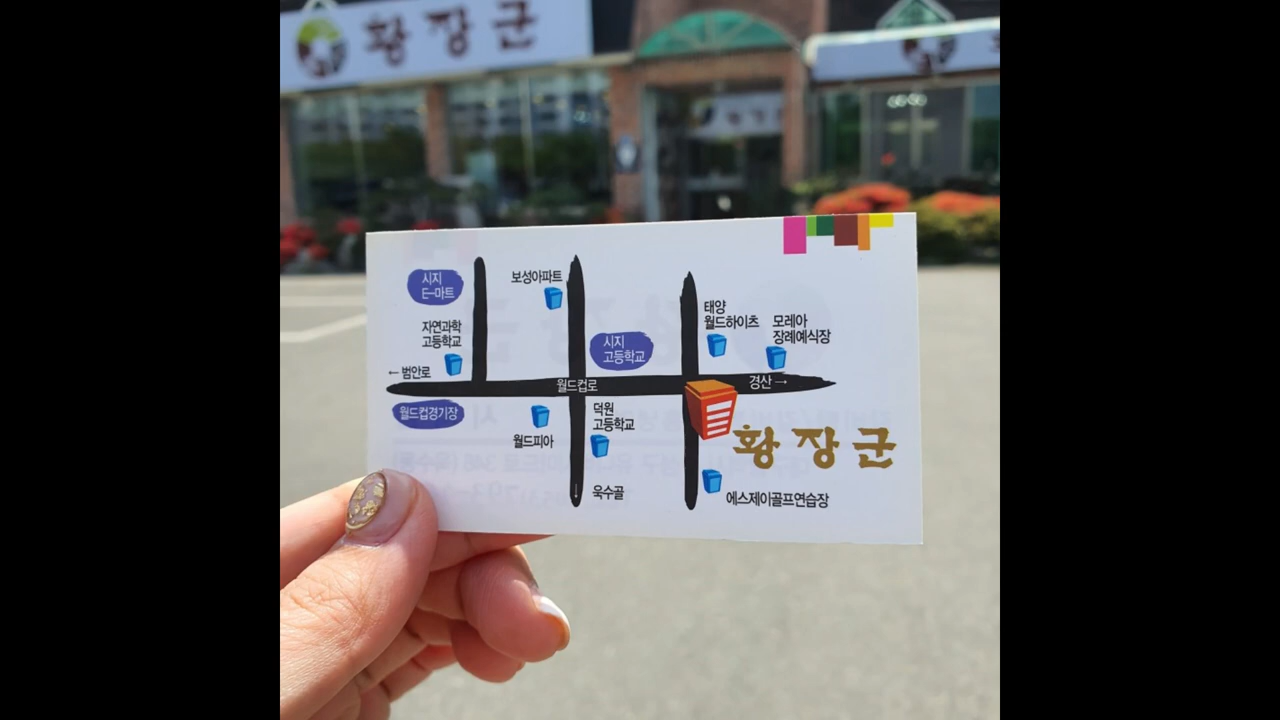 황장군
시지
E-마트
보성아파트
자연과학
고등학교
시지
고등학교
태양
월드하이츠
모레아
장례예식장
← 범안로
월드컵로
경산 →
월드컵경기장
월드피아
덕원
고등학교
황장군
↓ 욱수골
에스제이골프연습장